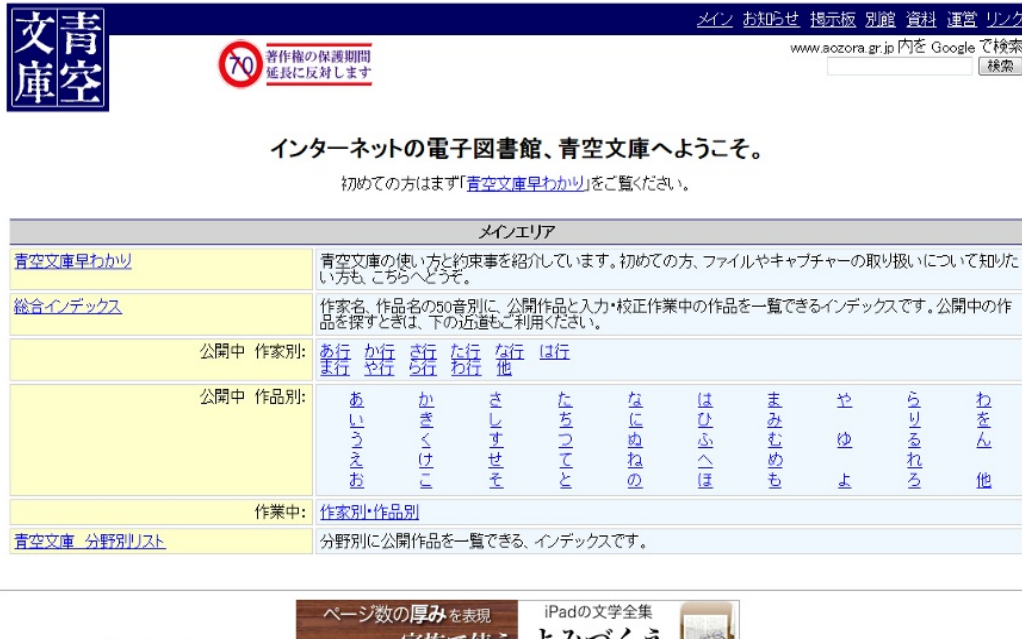 青空
文庫
メイン お知らせ 掲示板 別館 資料 運営 リンク
70 著作権の保護期間
延長に反対します
www.aozora.gr.jp 内を Google で検索
検索
インターネットの電子図書館、青空文庫へようこそ。
初めての方はまず「青空文庫早わかり」をご覧ください。
メインエリア
青空文庫早わかり
青空文庫の使い方と約束事を紹介しています。初めての方、ファイルやキャプチャーの取り扱いについて知りた
い方も、こちらへどうぞ。
総合インデックス
作家名、作品名の50音別に、公開作品と入力・校正作業中の作品を一覧できるインデックスです。公開中の作
品を探すときは、下の近道もご利用ください。
公開中 作家別:
あ行 か行 さ行 た行 な行 は行
ま行 や行 ら行 わ行 他
公開中 作品別:
あ か さ た な は ま や ら わ
い き し ち に ひ み り を
う く す つ ぬ ふ む ゆ る ん
え け せ て ね へ め れ
お こ そ と の ほ も よ ろ 他
作業中: 作家別・作品別
青空文庫 分野別リスト
分野別に公開作品を一覧できる、インデックスです。
ページ数の厚みを表現
iPadの文学全集